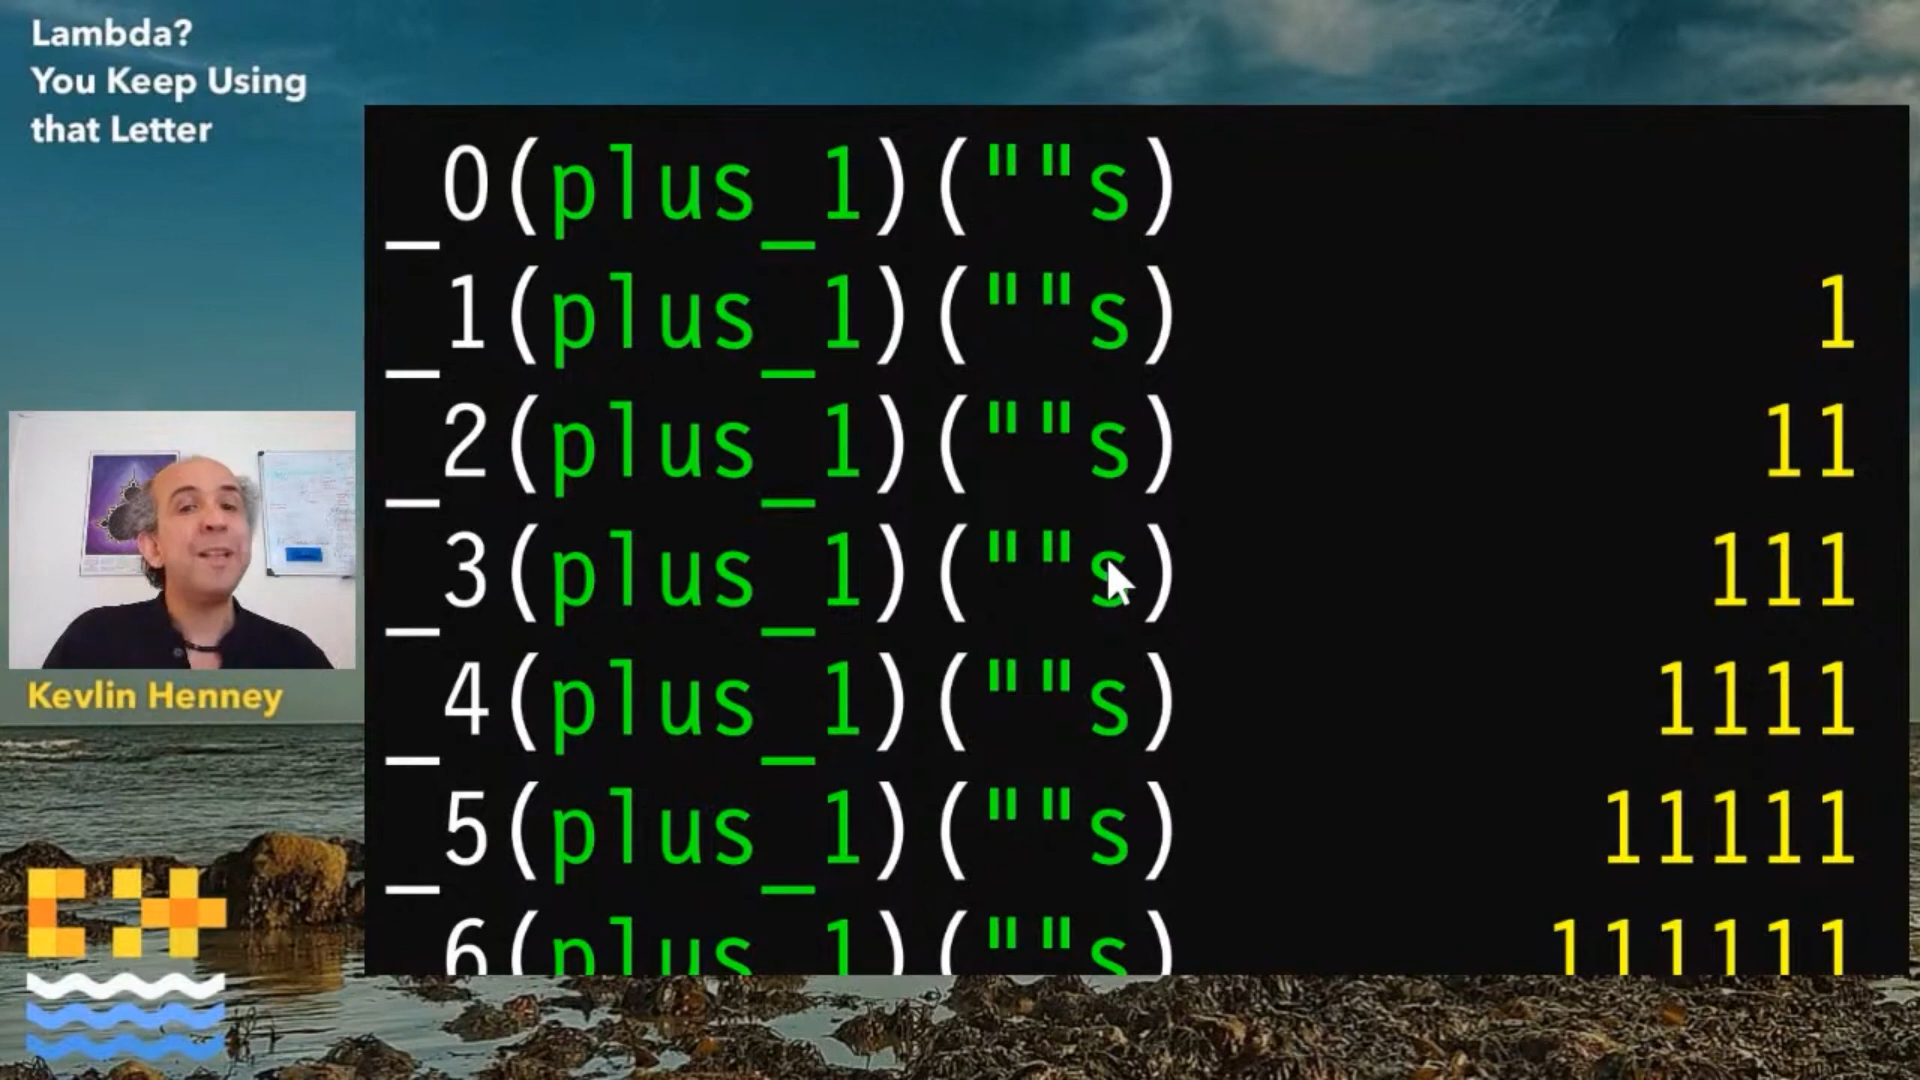 Lambda?
You Keep Using
that Letter
_0(plus_1)(""s)
_1(plus_1)(""s) 1
_2(plus_1)(""s) 11
_3(plus_1)(""s) 111
_4(plus_1)(""s) 1111
_5(plus_1)(""s) 11111
_6(plus_1)(""s) 111111
Kevlin Henney
C++